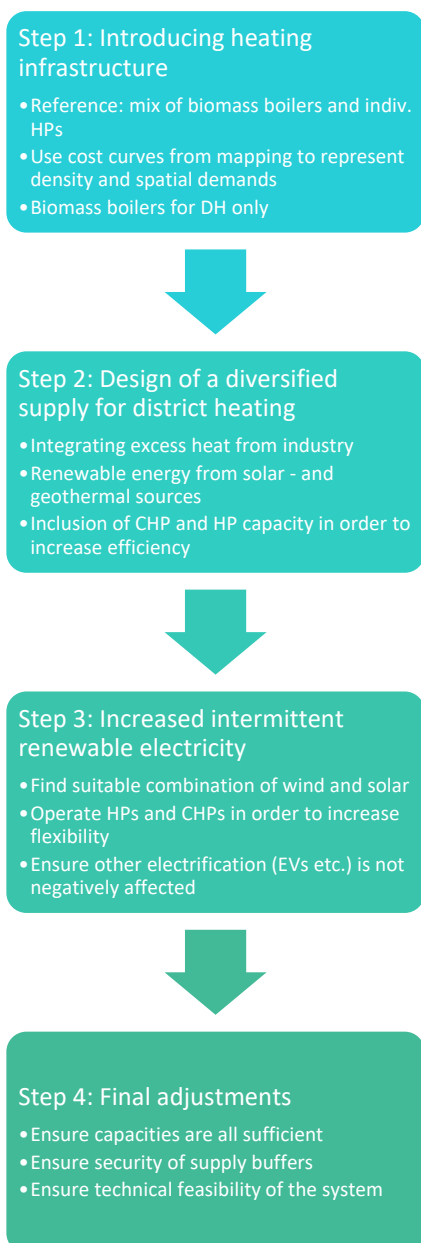 Step 1: Introducing heating
infrastructure
•Reference: mix of biomass boilers and indiv.
HPs
•Use cost curves from mapping to represent
density and spatial demands
•Biomass boilers for DH only
Step 2: Design of a diversified
supply for district heating
•Integrating excess heat from industry
•Renewable energy from solar - and
geothermal sources
•Inclusion of CHP and HP capacity in order to
increase efficiency
Step 3: Increased intermittent
renewable electricity
•Find suitable combination of wind and solar
•Operate HPs and CHPs in order to increase
flexibility
•Ensure other electrification (EVs etc.) is not
negatively affected
Step 4: Final adjustments
•Ensure capacities are all sufficient
•Ensure security of supply buffers
•Ensure technical feasibility of the system